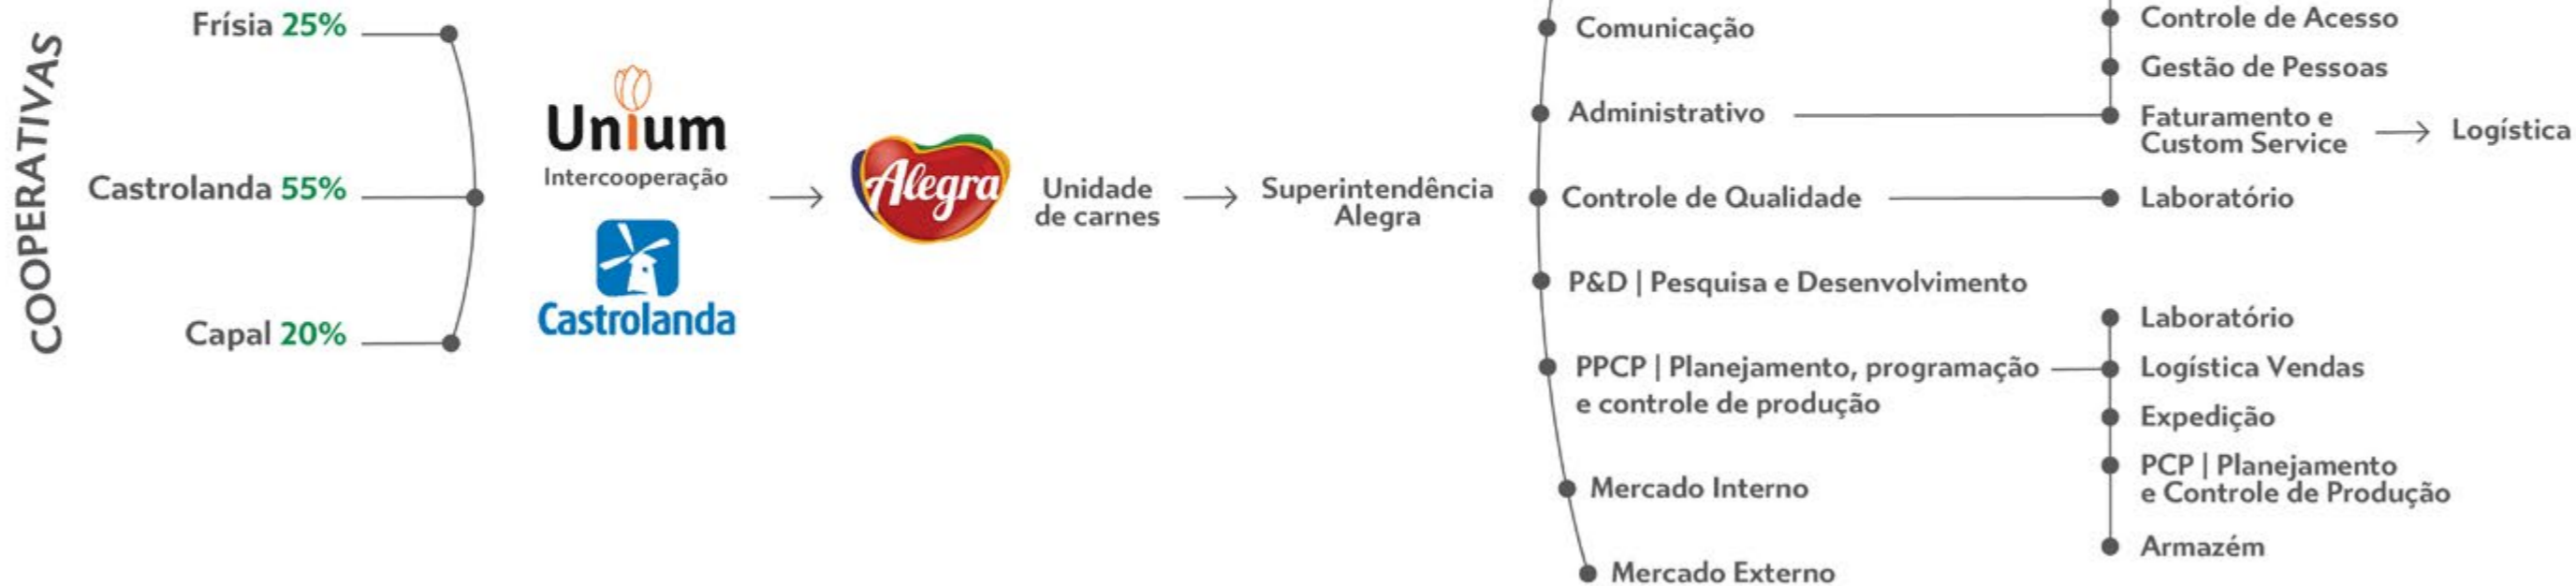 COOPERATIVAS
Frísia 25%
Castrolanda 55%
Capal 20%
Unium
Intercooperação
Castrolanda
Alegra
Unidade
de carnes
Superintendência
Alegra
Comunicação
Administrativo
Controle de Qualidade
P&D | Pesquisa e Desenvolvimento
PPCP | Planejamento, programação
e controle de produção
Mercado Interno
Mercado Externo
Controle de Acesso
Gestão de Pessoas
Faturamento e
Custom Service
Logística
Laboratório
Laboratório
Logística Vendas
Expedição
PCP | Planejamento
e Controle de Produção
Armazém